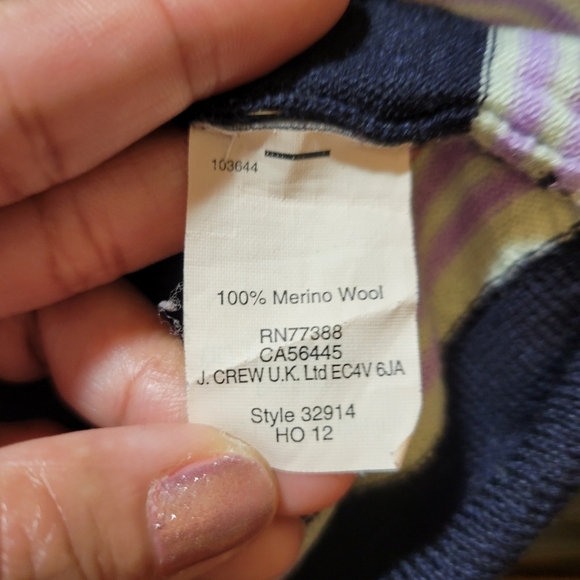 103644
100% Merino Wool
RN77388
CA56445
J. CREW U.K. Ltd EC4V 6JA
Style 32914
HO 12